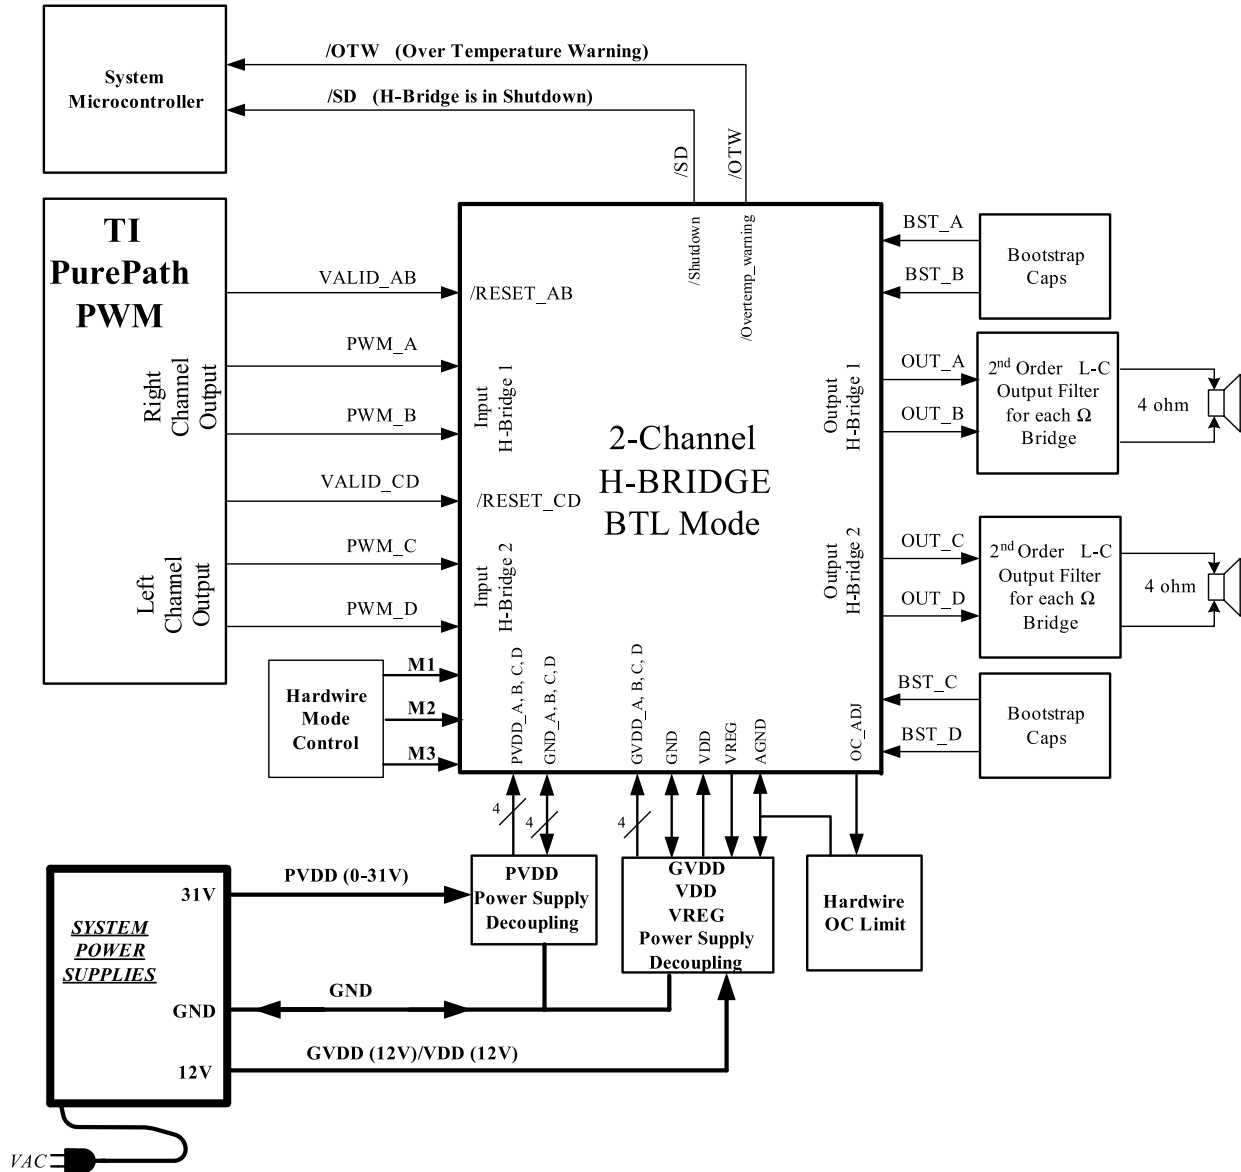 System
Microcontroller
/OTW (Over Temperature Warning)
/SD (H-Bridge is in Shutdown)
/SD
/OTW
TI
PurePath
PWM
Right
Channel
Output
Left
Channel
Output
VALID_AB
PWM_A
PWM_B
VALID_CD
PWM_C
PWM_D
/RESET_AB
Input
H-Bridge 1
/RESET_CD
Input
H-Bridge 2
/Shutdown
/Overtemp_warning
2-Channel
H-BRIDGE
BTL Mode
Output
H-Bridge 1
Output
H-Bridge 2
BST_A
BST_B
Bootstrap
Caps
OUT_A
OUT_B
2nd Order L-C
Output Filter
for each Ω
Bridge
4 ohm
OUT_C
OUT_D
2nd Order L-C
Output Filter
for each Ω
Bridge
4 ohm
BST_C
BST_D
Bootstrap
Caps
Hardwire
Mode
Control
M1
M2
M3
PVDD_A, B, C, D
GND_A, B, C, D
GVDD_A, B, C, D
GND
VDD
VREG
AGND
OC_ADJ
4
4
4
PVDD
Power Supply
Decoupling
GVDD
VDD
VREG
Power Supply
Decoupling
Hardwire
OC Limit
SYSTEM
POWER
SUPPLIES
31V
GND
12V
PVDD (0-31V)
GND
GVDD (12V)/VDD (12V)
VAC